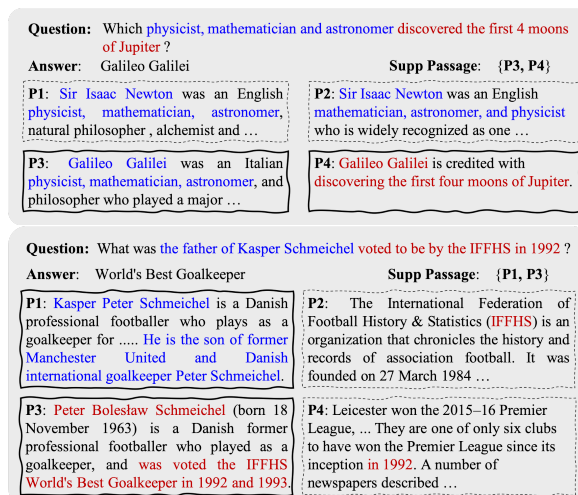 Question: Which physicist, mathematician and astronomer discovered the first 4 moons
of Jupiter ?
Answer: Galileo Galilei
Supp Passage: {P3, P4}
P1: Sir Isaac Newton was an English
physicist, mathematician, astronomer,
natural philosopher , alchemist and …
P2: Sir Isaac Newton was an English
mathematician, astronomer, and physicist
who is widely recognized as one …
P3: Galileo Galilei was an Italian
physicist, mathematician, astronomer, and
philosopher who played a major …
P4: Galileo Galilei is credited with
discovering the first four moons of Jupiter.
Question: What was the father of Kasper Schmeichel voted to be by the IFFHS in 1992 ?
Answer: World's Best Goalkeeper
Supp Passage: {P1, P3}
P1: Kasper Peter Schmeichel is a Danish
professional footballer who plays as a
goalkeeper for ..... He is the son of former
Manchester United and Danish
international goalkeeper Peter Schmeichel.
P2: The International Federation of
Football History & Statistics (IFFHS) is an
organization that chronicles the history and
records of association football. It was
founded on 27 March 1984 …
P3: Peter Bolesław Schmeichel (born 18
November 1963) is a Danish former
professional footballer who played as a
goalkeeper, and was voted the IFFHS
World's Best Goalkeeper in 1992 and 1993.
P4: Leicester won the 2015–16 Premier
League, ... They are one of only six clubs
to have won the Premier League since its
inception in 1992. A number of
newspapers described …